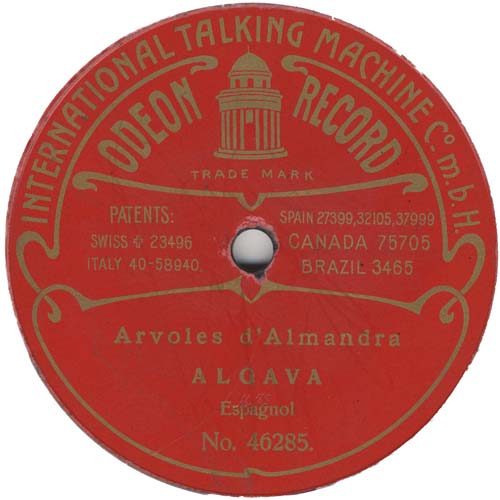 INTERNATIONAL TALKING MACHINE Co. m.b.H.
ODEON RECORD
TRADE MARK
PATENTS:
SWISS ✠ 23496
ITALY 40-58940.
SPAIN 27399,32105,37999
CANADA 75705
BRAZIL 3465
Arvoles d'Almandra
ALGAVA
Espagnol
No. 46285.